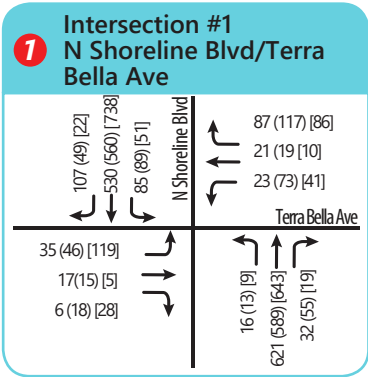 1
Intersection #1
N Shoreline Blvd/Terra
Bella Ave
107 (49) [22]
530 (560) [738]
85 (89) [51]
N Shoreline Blvd
87 (117) [86]
21 (19 [10]
23 (73) [41]
Terra Bella Ave
35 (46) [119]
17(15) [5]
6 (18) [28]
16 (13) [9]
621 (589) [643]
32 (55) [19]